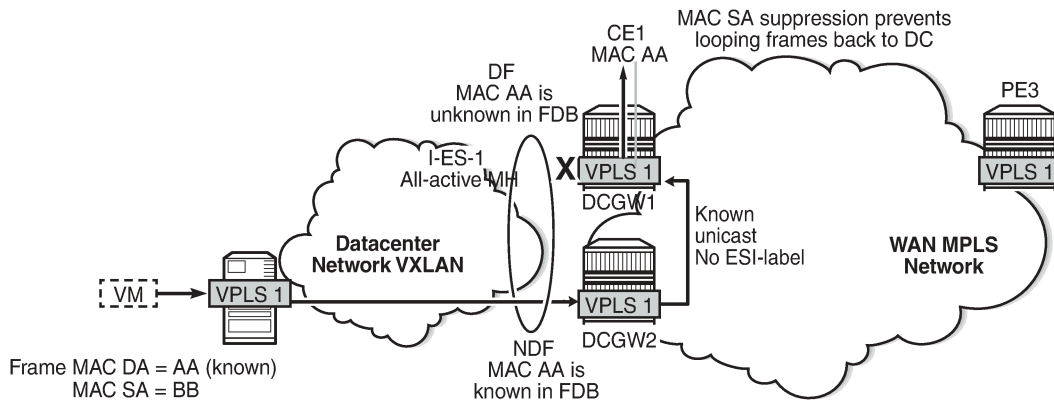 MAC SA suppression prevents
looping frames back to DC
CE1
MAC AA
DF
MAC AA is
unknown in FDB
PE3
I-ES-1
All-active MH
X
VPLS 1
DCGW1
VPLS 1
Known
unicast
No ESI-label
Datacenter
Network VXLAN
WAN MPLS
Network
VM
VPLS 1
VPLS 1
DCGW2
NDF
MAC AA is
known in FDB
Frame MAC DA = AA (known)
MAC SA = BB